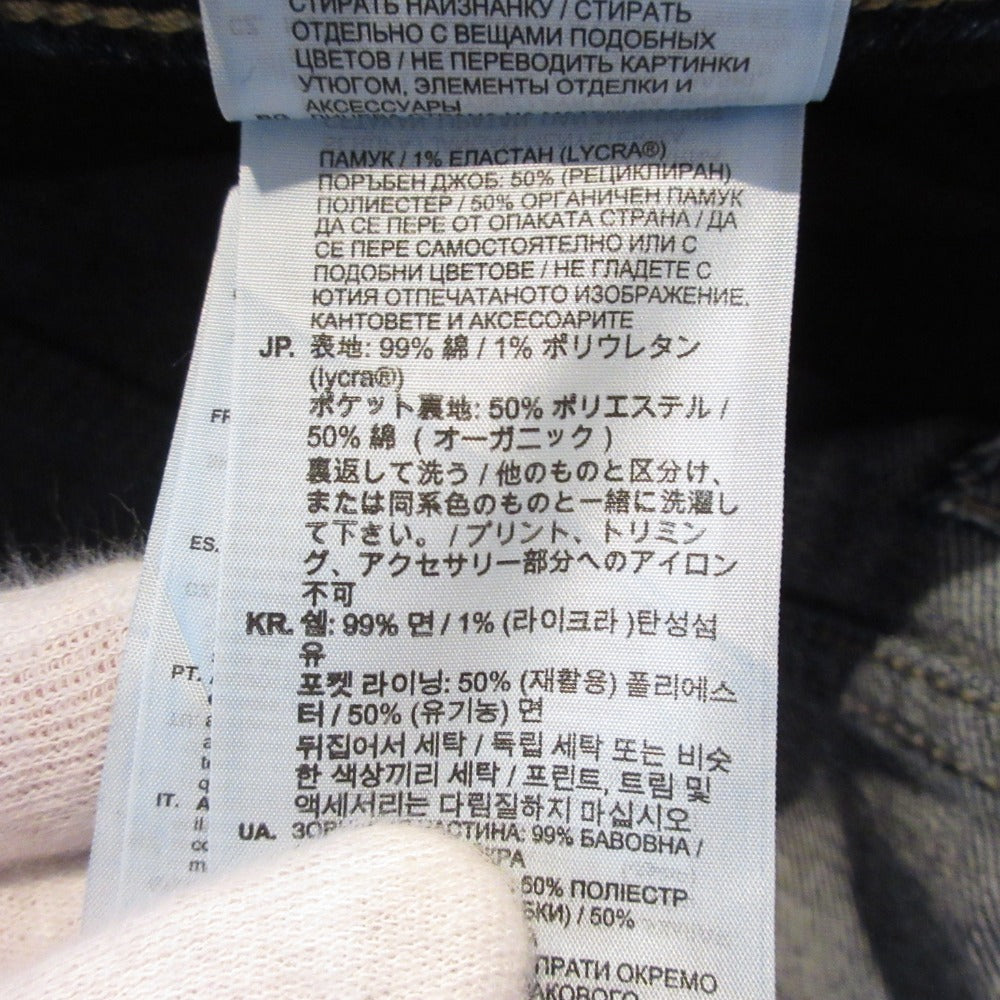 СТИРАТЬ НАИЗНАНКУ / СТИРАТЬ
ОТДЕЛЬНО С ВЕЩАМИ ПОДОБНЫХ
ЦВЕТОВ / НЕ ПЕРЕВОДИТЬ КАРТИНКИ
УТЮГОМ, ЭЛЕМЕНТЫ ОТДЕЛКИ И
АКСЕССУАРЫ
ПАМУК / 1% ЕЛАСТАН (LYCRA®)
ПОРЪБЕН ДЖОБ: 50% (РЕЦИКЛИРАН)
ПОЛИЕСТЕР / 50% ОРГАНИЧЕН ПАМУК
ДА СЕ ПЕРЕ ОТ ОПАКАТА СТРАНА / ДА
СЕ ПЕРЕ САМОСТОЯТЕЛНО ИЛИ С
ПОДОБНИ ЦВЕТОВЕ / НЕ ГЛАДЕТЕ С
ЮТИЯ ОТПЕЧАТАНОТО ИЗОБРАЖЕНИЕ,
КАНТОВЕТЕ И АКСЕСОАРИТЕ
JP. 表地: 99% 綿 / 1% ポリウレタン
(lycra®)
ポケット裏地: 50% ポリエステル /
50% 綿 ( オーガニック )
裏返して洗う / 他のものと区分け、
または同系色のものと一緒に洗濯し
て下さい。 /プリント、トリミン
グ、アクセサリー部分へのアイロン
不可
KR. 쉘: 99% 면 / 1% (라이크라 )탄성섬
유
포켓 라이닝: 50% (재활용) 폴리에스
터 / 50% (유기농) 면
뒤집어서 세탁 / 독립 세탁 또는 비슷
한 색상끼리 세탁 / 프린트, 트림 및
액세서리는 다림질하지 마십시오
UA. 99% БАВОВНА /
50% ПОЛІЕСТР
/ 50%
ПРАТИ ОКРЕМО
FR
ES.
PT.
IT.